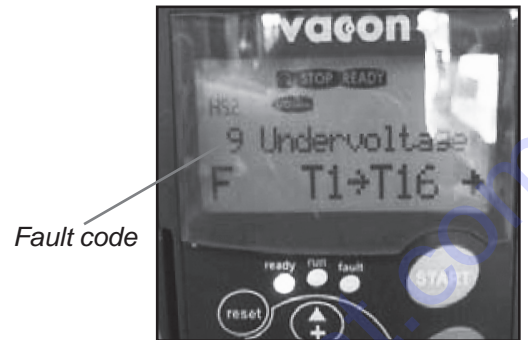 vacon
STOP READY
9 Undervoltage
F T1→T16 →
Fault code
ready run fault
START
reset